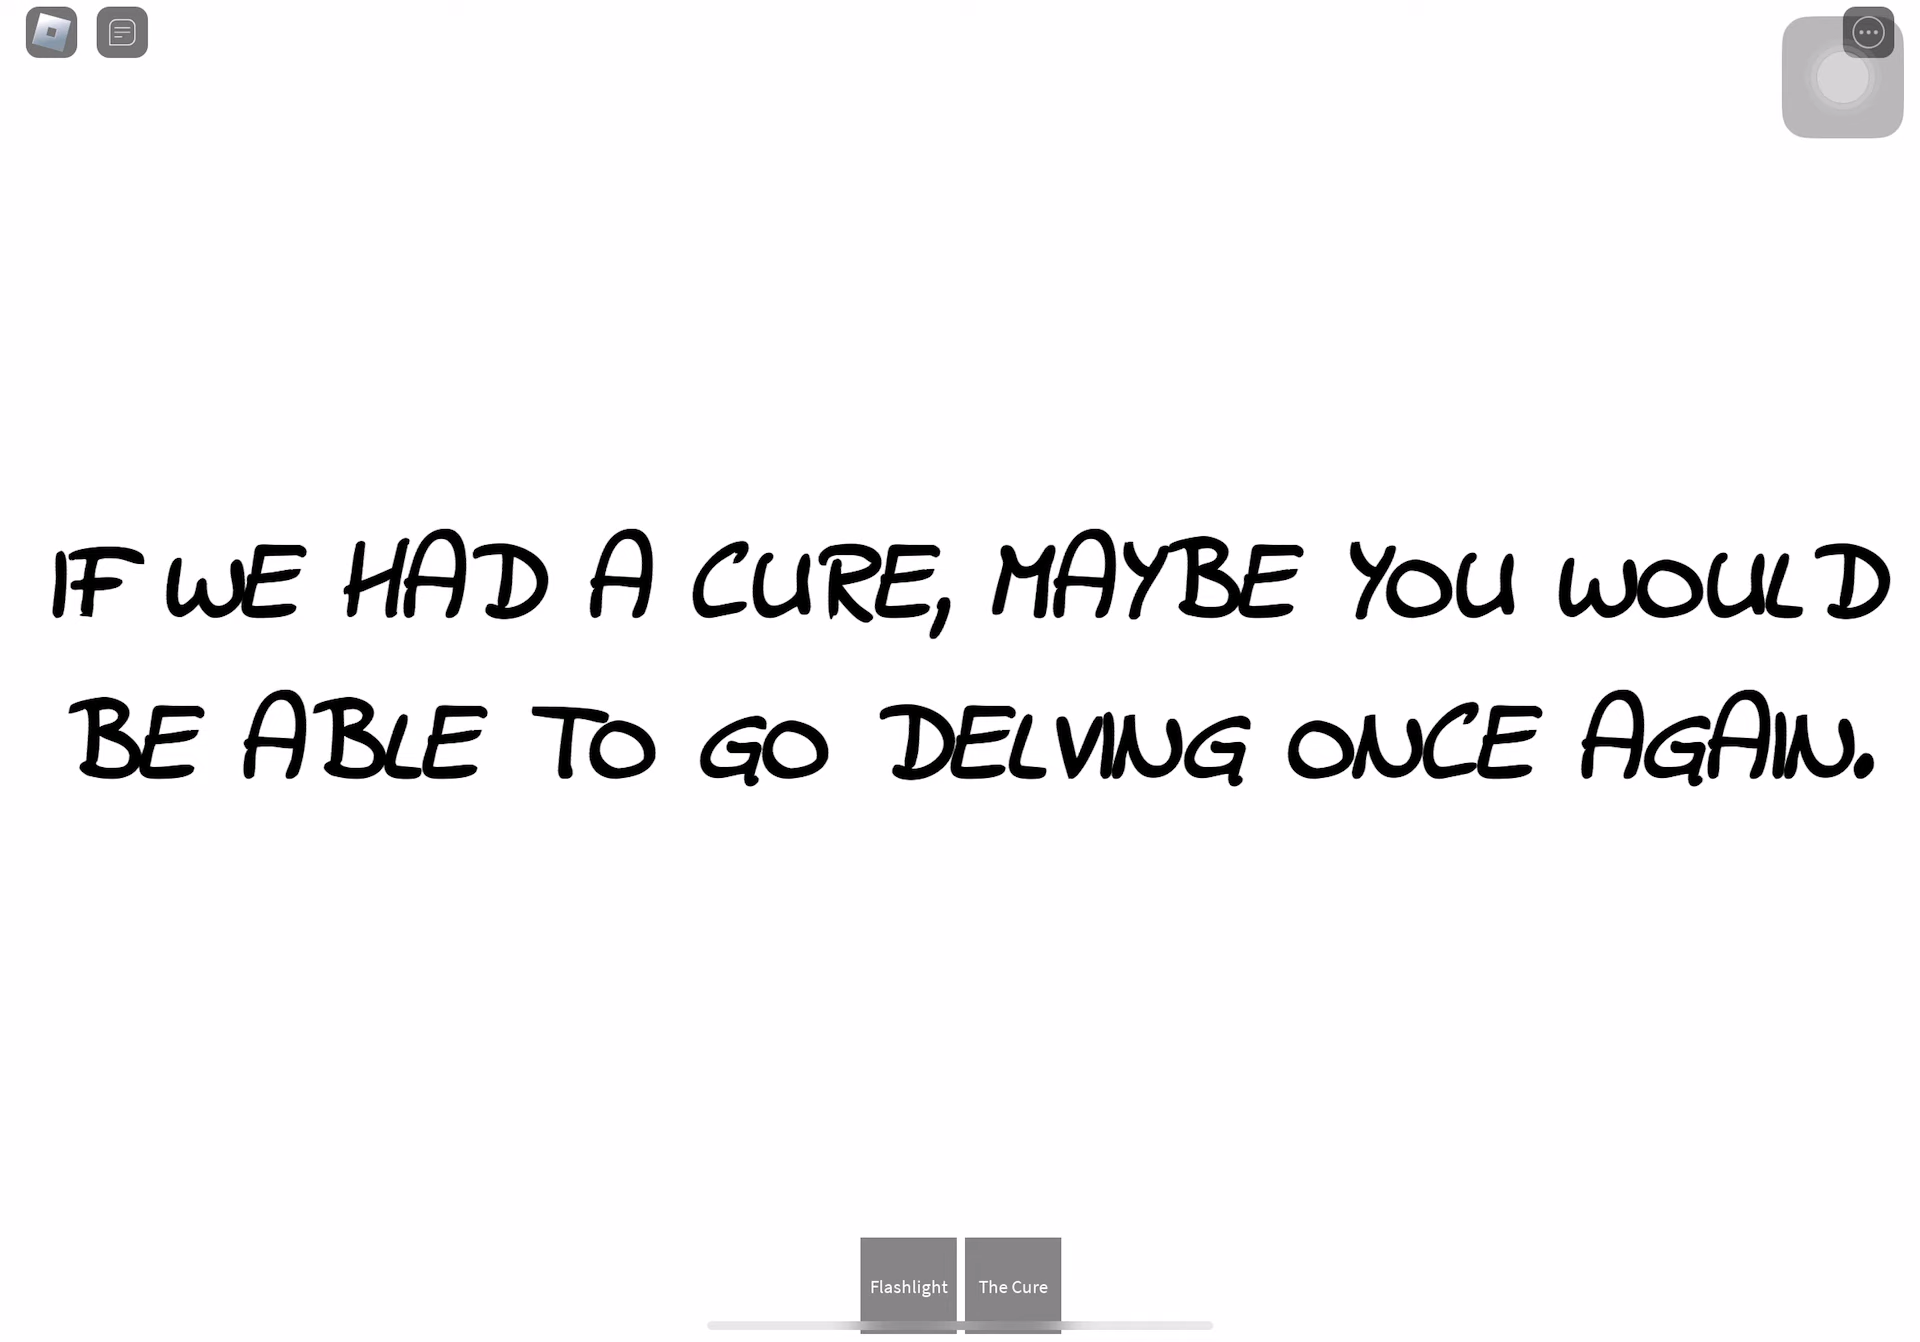 IF WE HAD A CURE, MAYBE YOU WOULD
BE ABLE TO GO DELVING ONCE AGAIN.
Flashlight The Cure